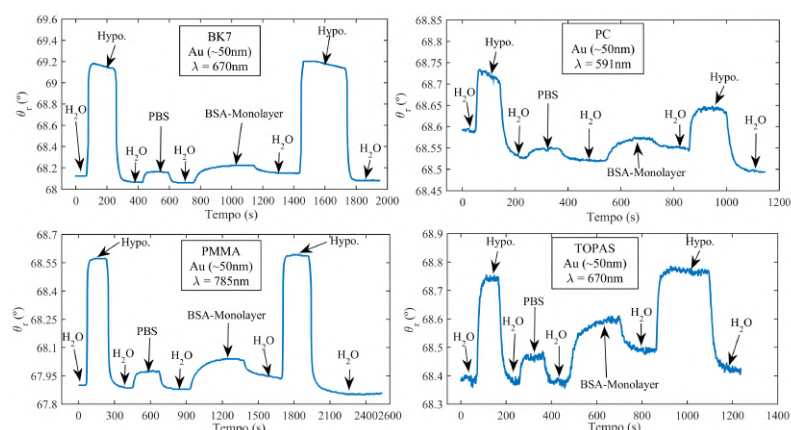 69.6
69.4
69.2
69
68.8
68.6
68.4
68.2
68
θr (º)
Hypo.
BK7
Au (~50nm)
λ = 670nm
Hypo.
H2O
H2O
PBS
H2O
BSA-Monolayer
H2O
H2O
0 200 400 600 800 1000 1200 1400 1600 1800 2000
Tempo (s)
68.85
68.8
68.75
68.7
68.65
68.6
68.55
68.5
68.45
θr (º)
Hypo.
PC
Au (~50nm)
λ = 591nm
Hypo.
H2O
H2O
PBS
H2O
BSA-Monolayer
H2O
H2O
0 200 400 600 800 1000 1200
Tempo (s)
68.7
68.55
68.4
68.25
68.1
67.95
67.8
θr (º)
Hypo.
PMMA
Au (~50nm)
λ = 785nm
Hypo.
H2O
H2O
PBS
H2O
BSA-Monolayer
H2O
H2O
0 300 600 900 1200 1500 1800 2100 2400 2600
Tempo (s)
68.9
68.8
68.7
68.6
68.5
68.4
68.3
θr (º)
Hypo.
TOPAS
Au (~50nm)
λ = 670nm
Hypo.
H2O
H2O
PBS
H2O
BSA-Monolayer
H2O
H2O
0 200 400 600 800 1000 1200 1400
Tempo (s)